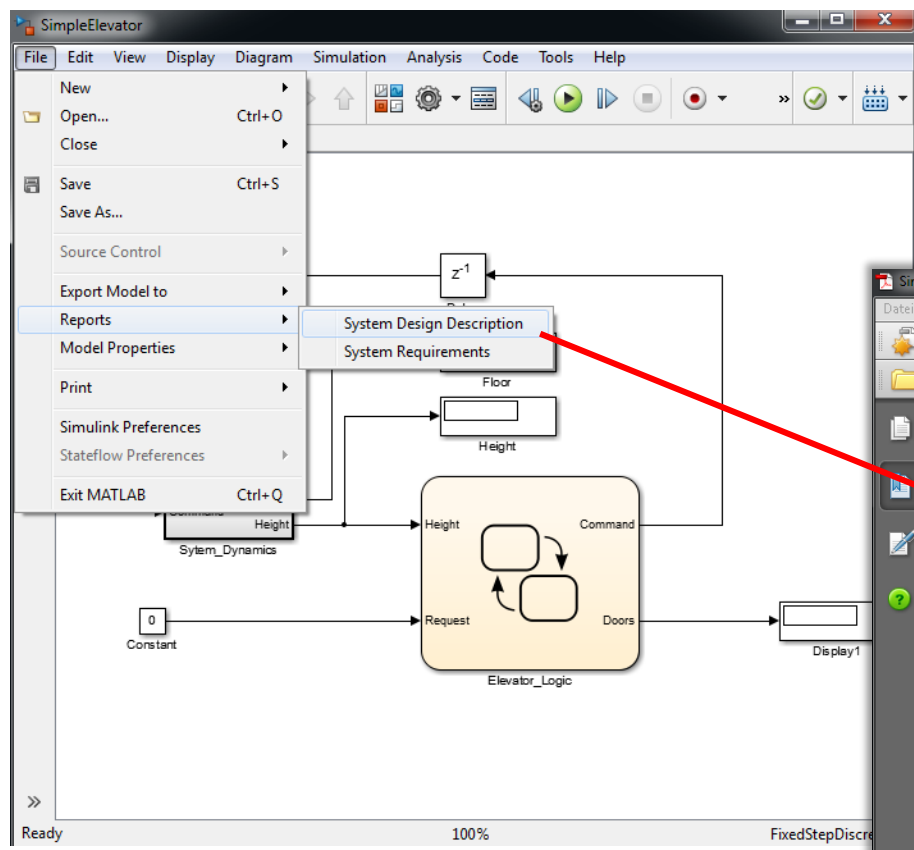 SimpleElevator
File Edit View Display Diagram Simulation Analysis Code Tools Help
New
Open... Ctrl+O
Close
Save Ctrl+S
Save As...
Source Control
Export Model to
Reports
Model Properties
Print
Simulink Preferences
Stateflow Preferences
Exit MATLAB Ctrl+Q
System Design Description
System Requirements
z-1
Floor
Height
Height
Sytem_Dynamics
Height Command
Request Doors
Elevator_Logic
0
Constant
Display1
Datei
Ready 100% FixedStepDiscre